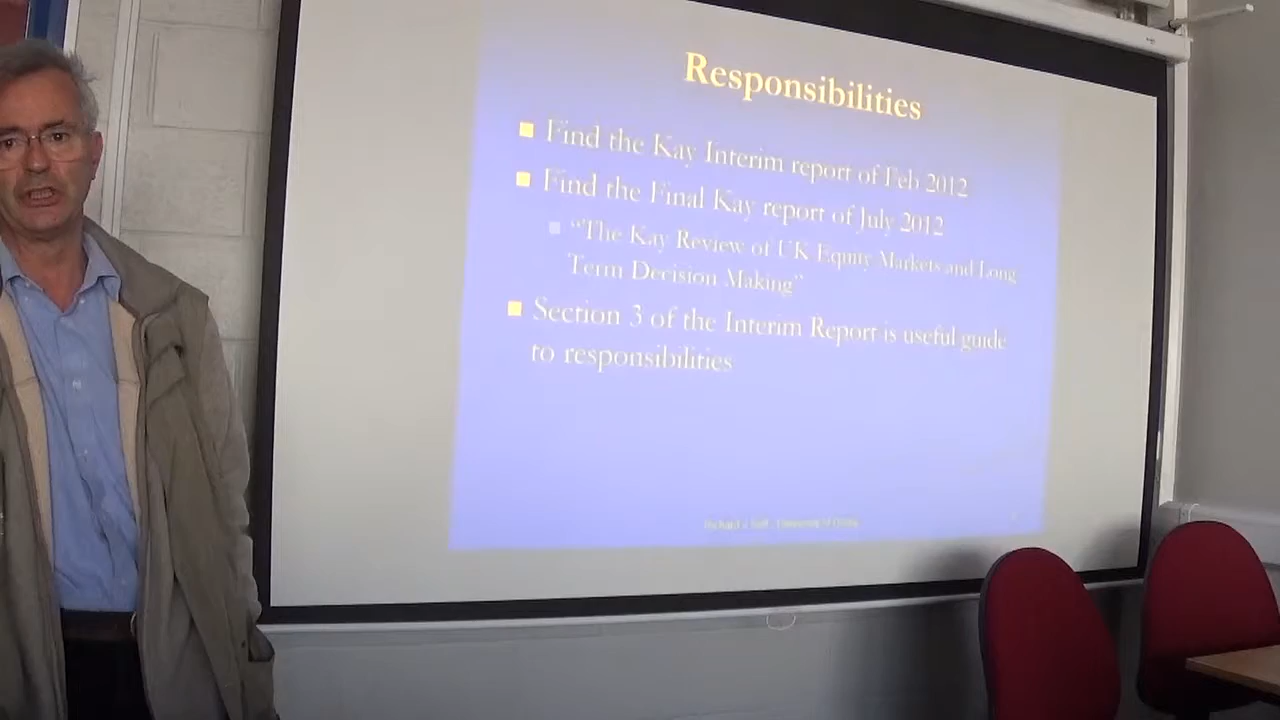 Responsibilities
Find the Kay Interim report of Feb 2012
Find the Final Kay report of July 2012
“The Kay Review of UK Equity Markets and Long
Term Decision Making”
Section 3 of the Interim Report is useful guide
to responsibilities
University of